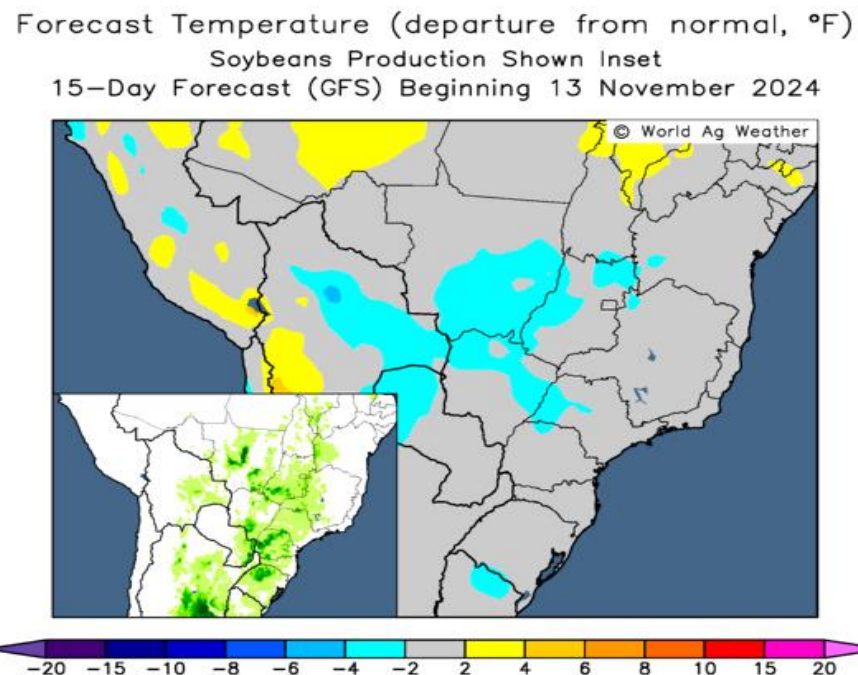 Forecast Temperature (departure from normal, °F)
Soybeans Production Shown Inset
15-Day Forecast (GFS) Beginning 13 November 2024
© World Ag Weather
-20 -15 -10 -8 -6 -4 -2 2 4 6 8 10 15 20